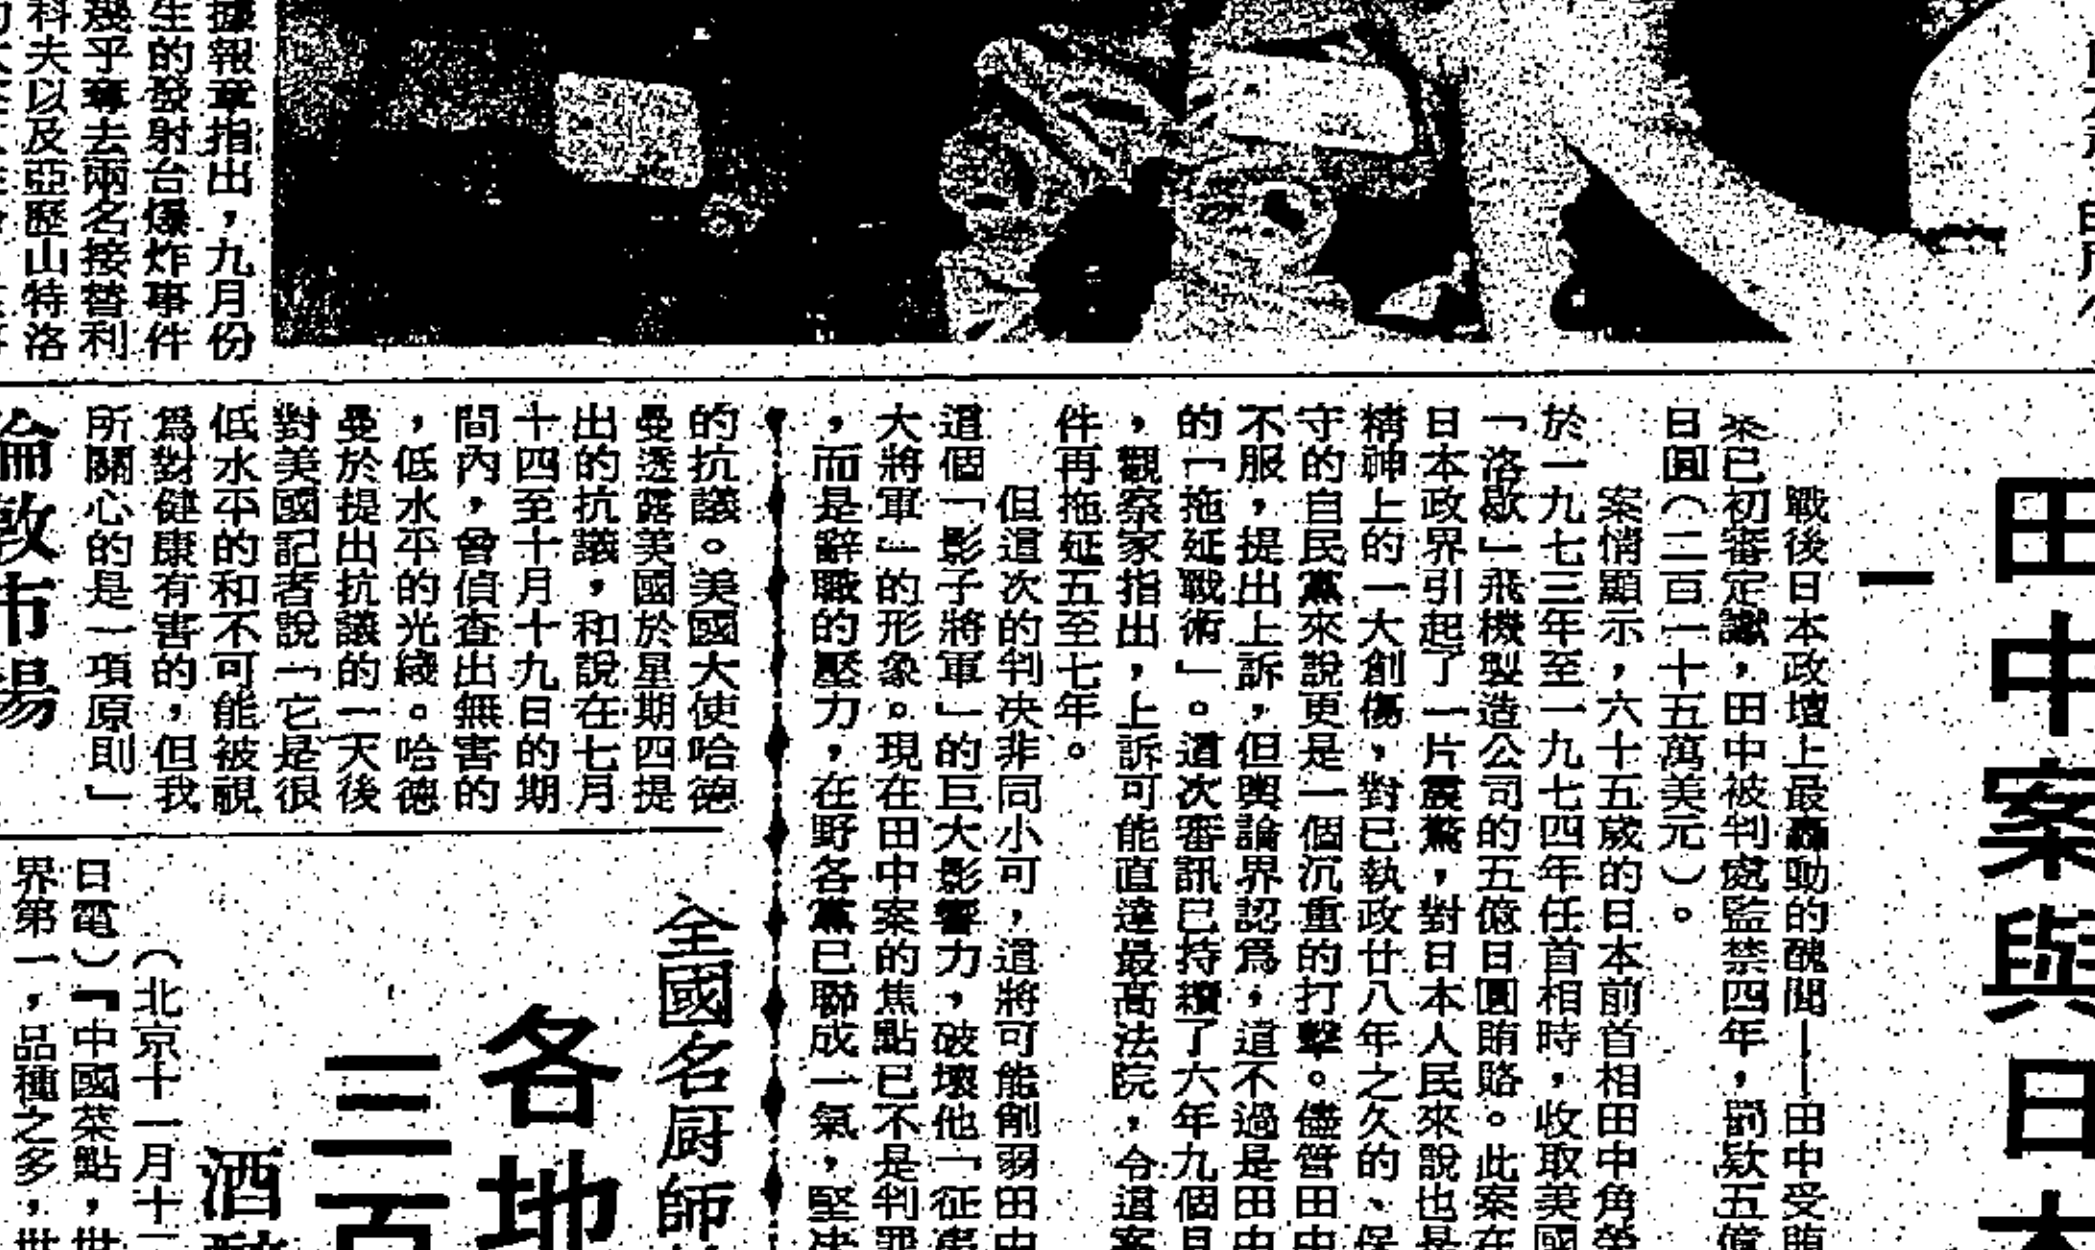 田中案與日本
一
戰後日本政壇上最轟動的醜聞——田中受賄
案已初審定讞，田中被判處監禁四年，罰款五億
日圓（二百一十五萬美元）。
案情顯示，六十五歲的日本前首相田中角榮
於一九七三年至一九七四年任首相時，收取美國
「洛歇」飛機製造公司的五億日圓賄賂。此案在
日本政界引起了一片震驚，對日本人民來說也是
精神上的一大創傷，對已執政廿八年之久的、保
守的自民黨來說更是一個沉重的打擊。儘管田中
不服，提出上訴，但輿論界認爲，這不過是田中
的「拖延戰術」。這次審訊已持續了六年九個月
，觀察家指出，上訴可能直達最高法院，令這案
件再拖延五至七年。
但這次的判决非同小可，這將可能削弱田中
這個「影子將軍」的巨大影響力，破壞他「征夷
大將軍」的形象。現在田中案的焦點已不是判罪
，而是辭職的壓力，在野各黨已聯成一氣，堅决
據報章指出，九月份
生的發射台爆炸事件
幾乎奪去兩名接替利
科夫以及亞歷山特洛
的抗議。美國大使哈德
曼透露美國於星期四提
出的抗議，和說在七月
十四至十月十九日的期
間內，曾偵查出無害的
，低水平的光綫。哈德
曼於提出抗議的一天後
對美國記者說「它是很
低水平的和不可能被視
爲對健康有害的，但我
所關心的是一項原則」
倫敦市場
全國名厨師
各地
三百
酒
（北京十一月十
日電）『中國菜點，世
界第一，品種之多，世